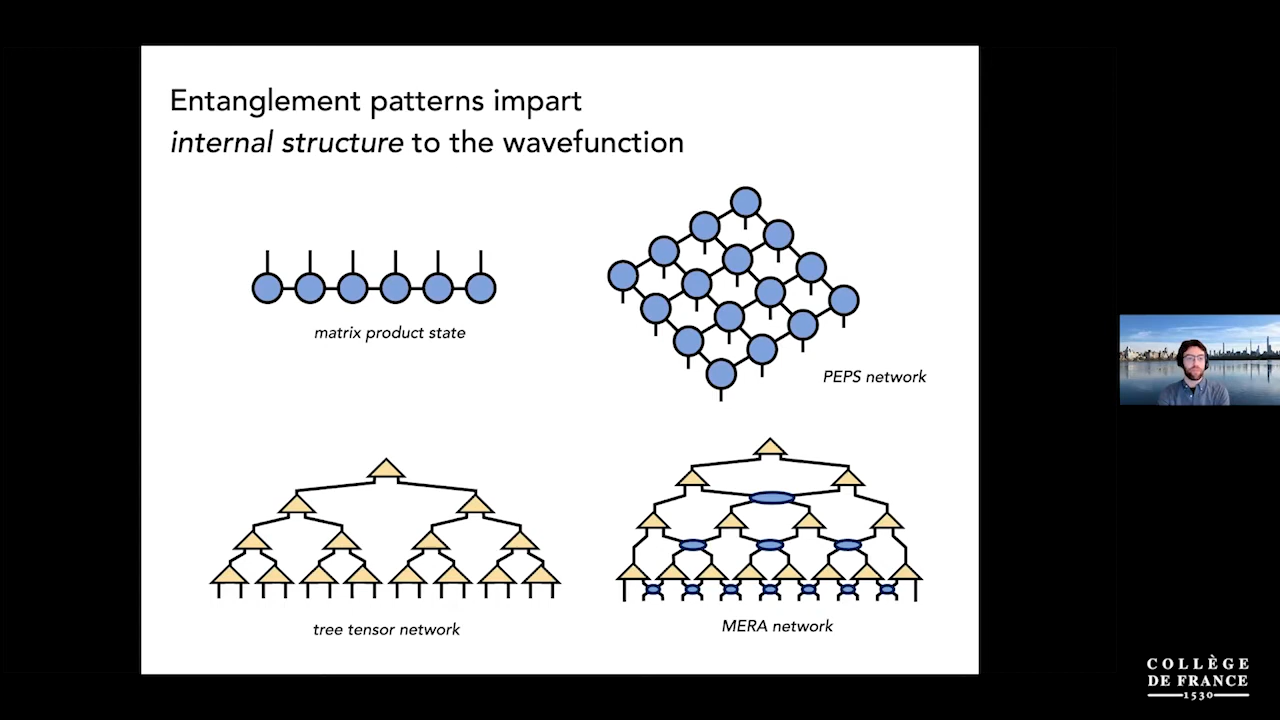 Entanglement patterns impart
internal structure to the wavefunction
matrix product state
PEPS network
tree tensor network
MERA network
COLLÈGE
DE FRANCE
1530